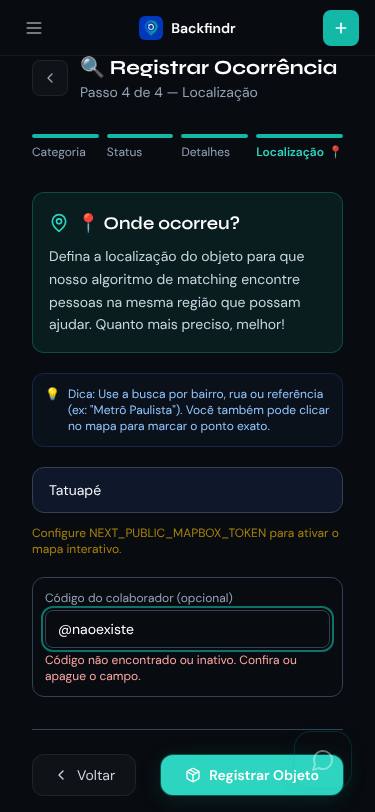 Backfindr
🔍 Registrar Ocorrência
Passo 4 de 4 — Localização
Categoria
Status
Detalhes
Localização 📍
📍 Onde ocorreu?
Defina a localização do objeto para que
nosso algoritmo de matching encontre
pessoas na mesma região que possam
ajudar. Quanto mais preciso, melhor!
💡 Dica: Use a busca por bairro, rua ou referência
(ex: "Metrô Paulista"). Você também pode clicar
no mapa para marcar o ponto exato.
Tatuapé
Configure NEXT_PUBLIC_MAPBOX_TOKEN para ativar o
mapa interativo.
Código do colaborador (opcional)
@naoexiste
Código não encontrado ou inativo. Confira ou
apague o campo.
Voltar
Registrar Objeto